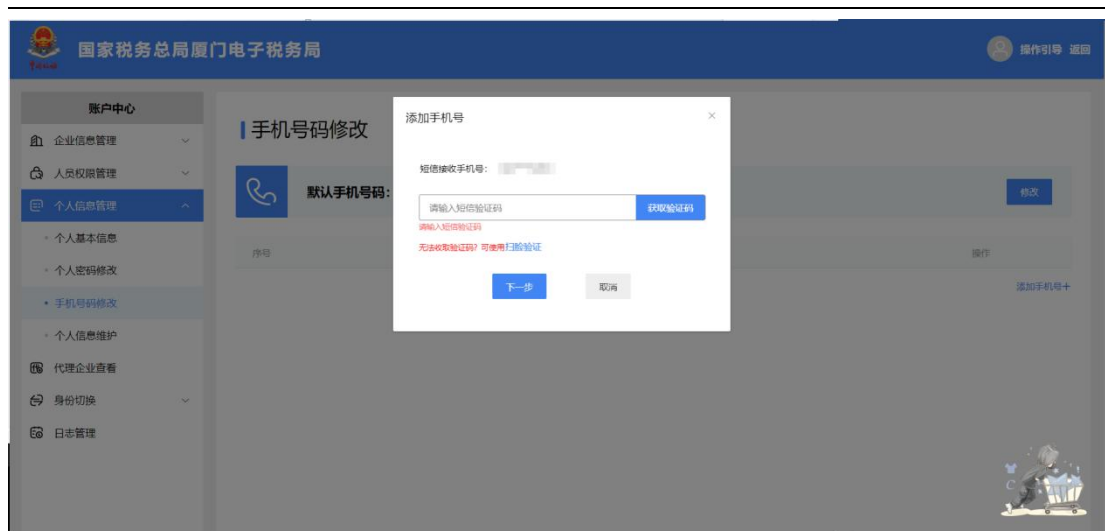 国家税务总局厦门电子税务局
操作引导 返回
账户中心
企业信息管理
人员权限管理
个人信息管理
个人基本信息
个人密码修改
手机号码修改
个人信息维护
代理企业查看
身份切换
日志管理
手机号码修改
默认手机号码：
修改
序号
操作
添加手机号+
添加手机号
短信接收手机号：
请输入短信验证码
获取验证码
请输入短信验证码
无法收取验证码？可使用扫脸验证
下一步
取消